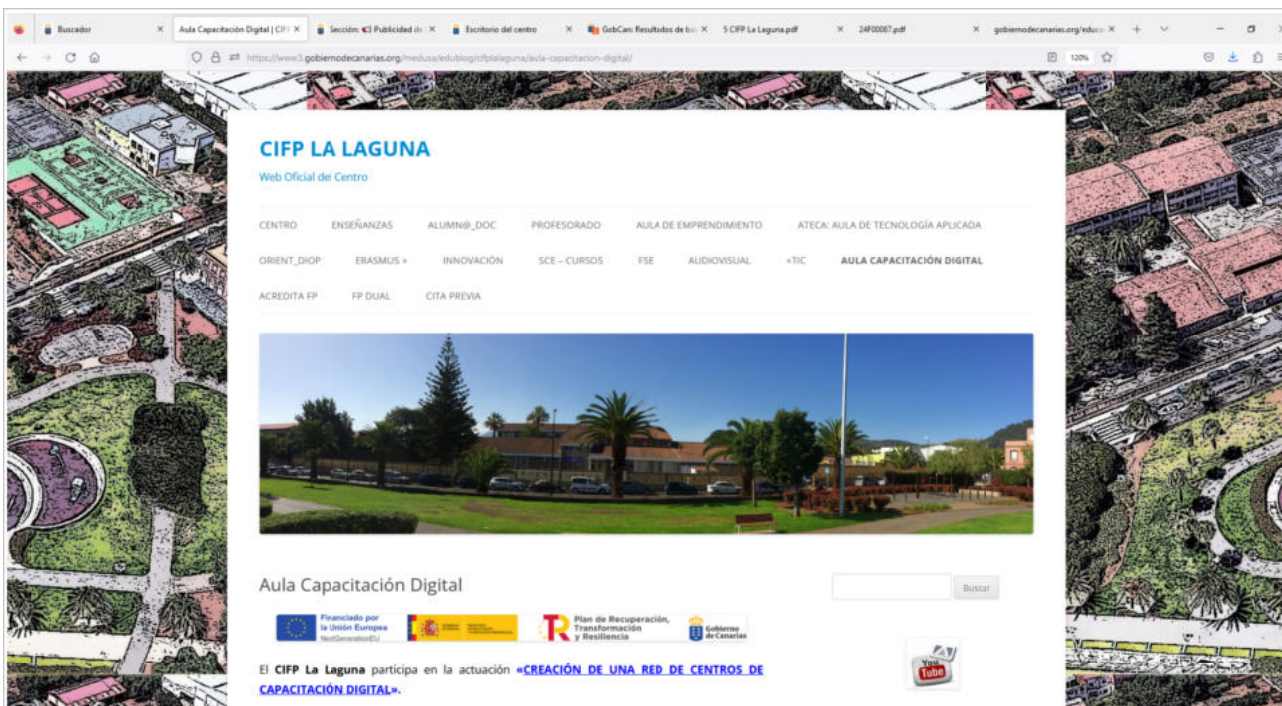 Buscador
Aula Capacitación Digital | CIF
Sección: Publicidad d
Escritorio del centro
GobCan: Resultados de bú
5 CIFP La Laguna.pdf
24F00087.pdf
gobiernodecanarias.org/educa
https://www3.gobiernodecanarias.org/medusa/edublog/cifplalaguna/aula-capacitacion-digital/
120%
CIFP LA LAGUNA
Web Oficial del Centro
CENTRO ENSEÑANZAS ALUMN@_DOC PROFESORADO AULA DE EMPRENDIMIENTO ATECA: AULA DE TECNOLOGÍA APLICADA
ORIENT_DIOP ERASMUS + INNOVACIÓN SCE – CURSOS FSE AUDIOVISUAL +TIC AULA CAPACITACIÓN DIGITAL
ACREDITA FP FP DUAL CITA PREVIA
Aula Capacitación Digital
Buscar
Financiado por
la Unión Europea
NextGenerationEU
Plan de Recuperación,
Transformación
y Resiliencia
Gobierno
de Canarias
El CIFP La Laguna participa en la actuación «CREACIÓN DE UNA RED DE CENTROS DE
CAPACITACIÓN DIGITAL».
You
Tube